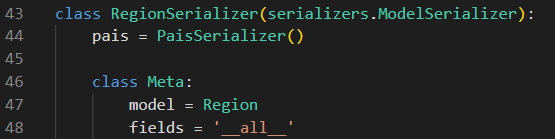 43 class RegionSerializer(serializers.ModelSerializer):
44     pais = PaisSerializer()
45
46     class Meta:
47         model = Region
48         fields = '__all__'